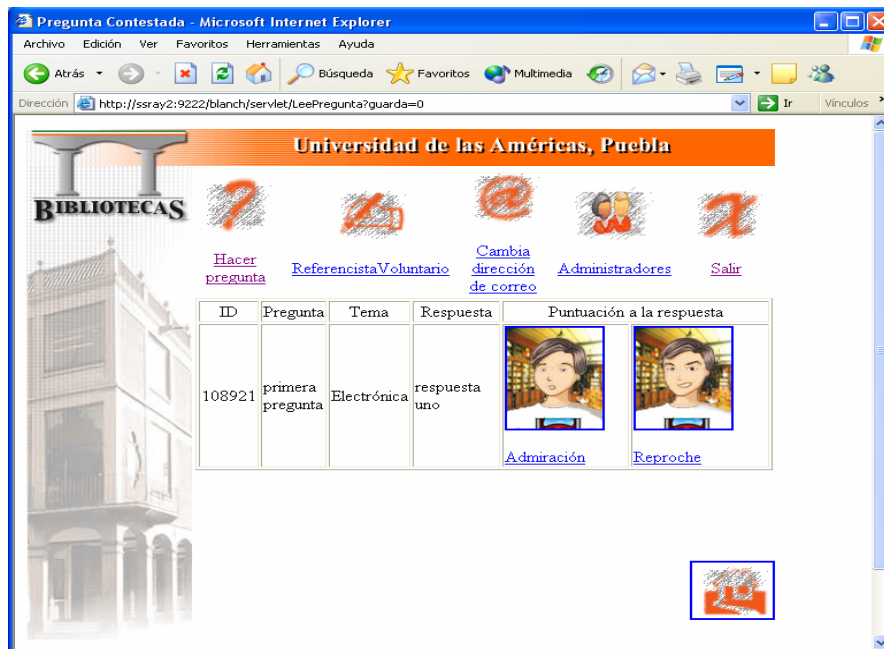 Pregunta Contestada - Microsoft Internet Explorer
Archivo Edición Ver Favoritos Herramientas Ayuda
Atrás Búsqueda Favoritos Multimedia
Dirección http://ssray2:9222/blanch/servlet/LeePregunta?guarda=0 Ir Vínculos
Universidad de las Américas, Puebla
BIBLIOTECAS
Hacer pregunta
ReferencistaVoluntario
Cambia dirección de correo
Administradores
Salir
ID Pregunta Tema Respuesta Puntuación a la respuesta
108921 primera pregunta Electrónica respuesta uno
Admiración Reproche